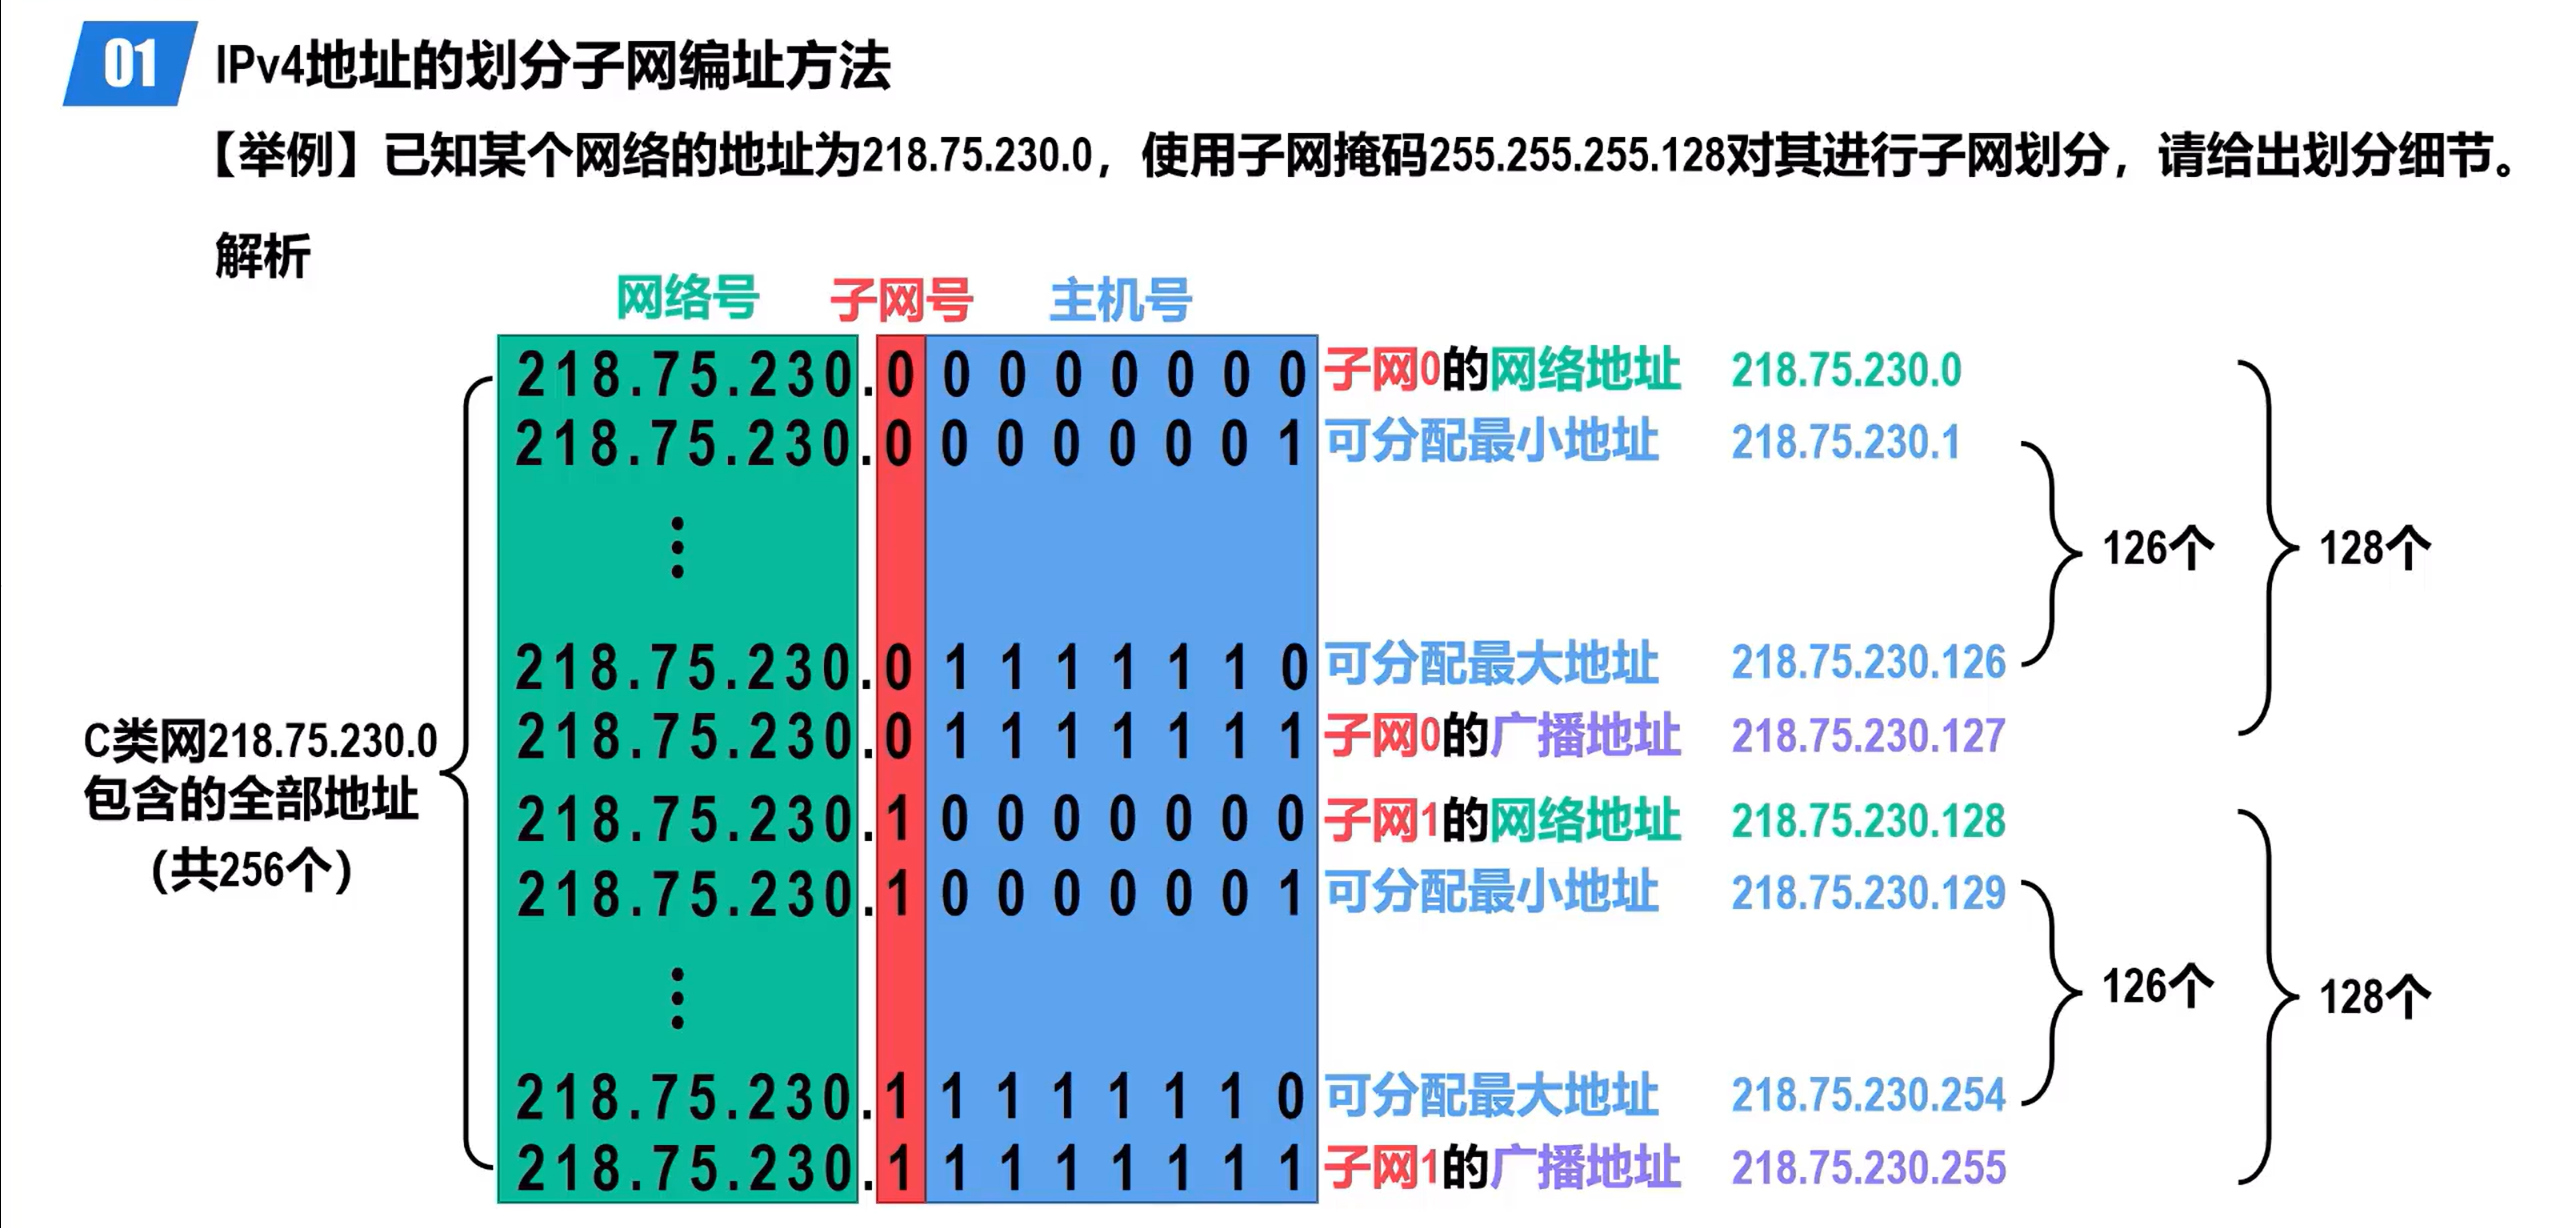 01 IPv4地址的划分子网编址方法
【举例】已知某个网络的地址为218.75.230.0，使用子网掩码255.255.255.128对其进行子网划分，请给出划分细节。
解析
网络号 子网号 主机号
218.75.230.0 0 0 0 0 0 0 0 子网0的网络地址 218.75.230.0
218.75.230.0 0 0 0 0 0 0 1 可分配最小地址 218.75.230.1
126个 128个
218.75.230.0 1 1 1 1 1 1 0 可分配最大地址 218.75.230.126
218.75.230.0 1 1 1 1 1 1 1 子网0的广播地址 218.75.230.127
C类网218.75.230.0
包含的全部地址
（共256个）
218.75.230.1 0 0 0 0 0 0 0 子网1的网络地址 218.75.230.128
218.75.230.1 0 0 0 0 0 0 1 可分配最小地址 218.75.230.129
126个 128个
218.75.230.1 1 1 1 1 1 1 0 可分配最大地址 218.75.230.254
218.75.230.1 1 1 1 1 1 1 1 子网1的广播地址 218.75.230.255